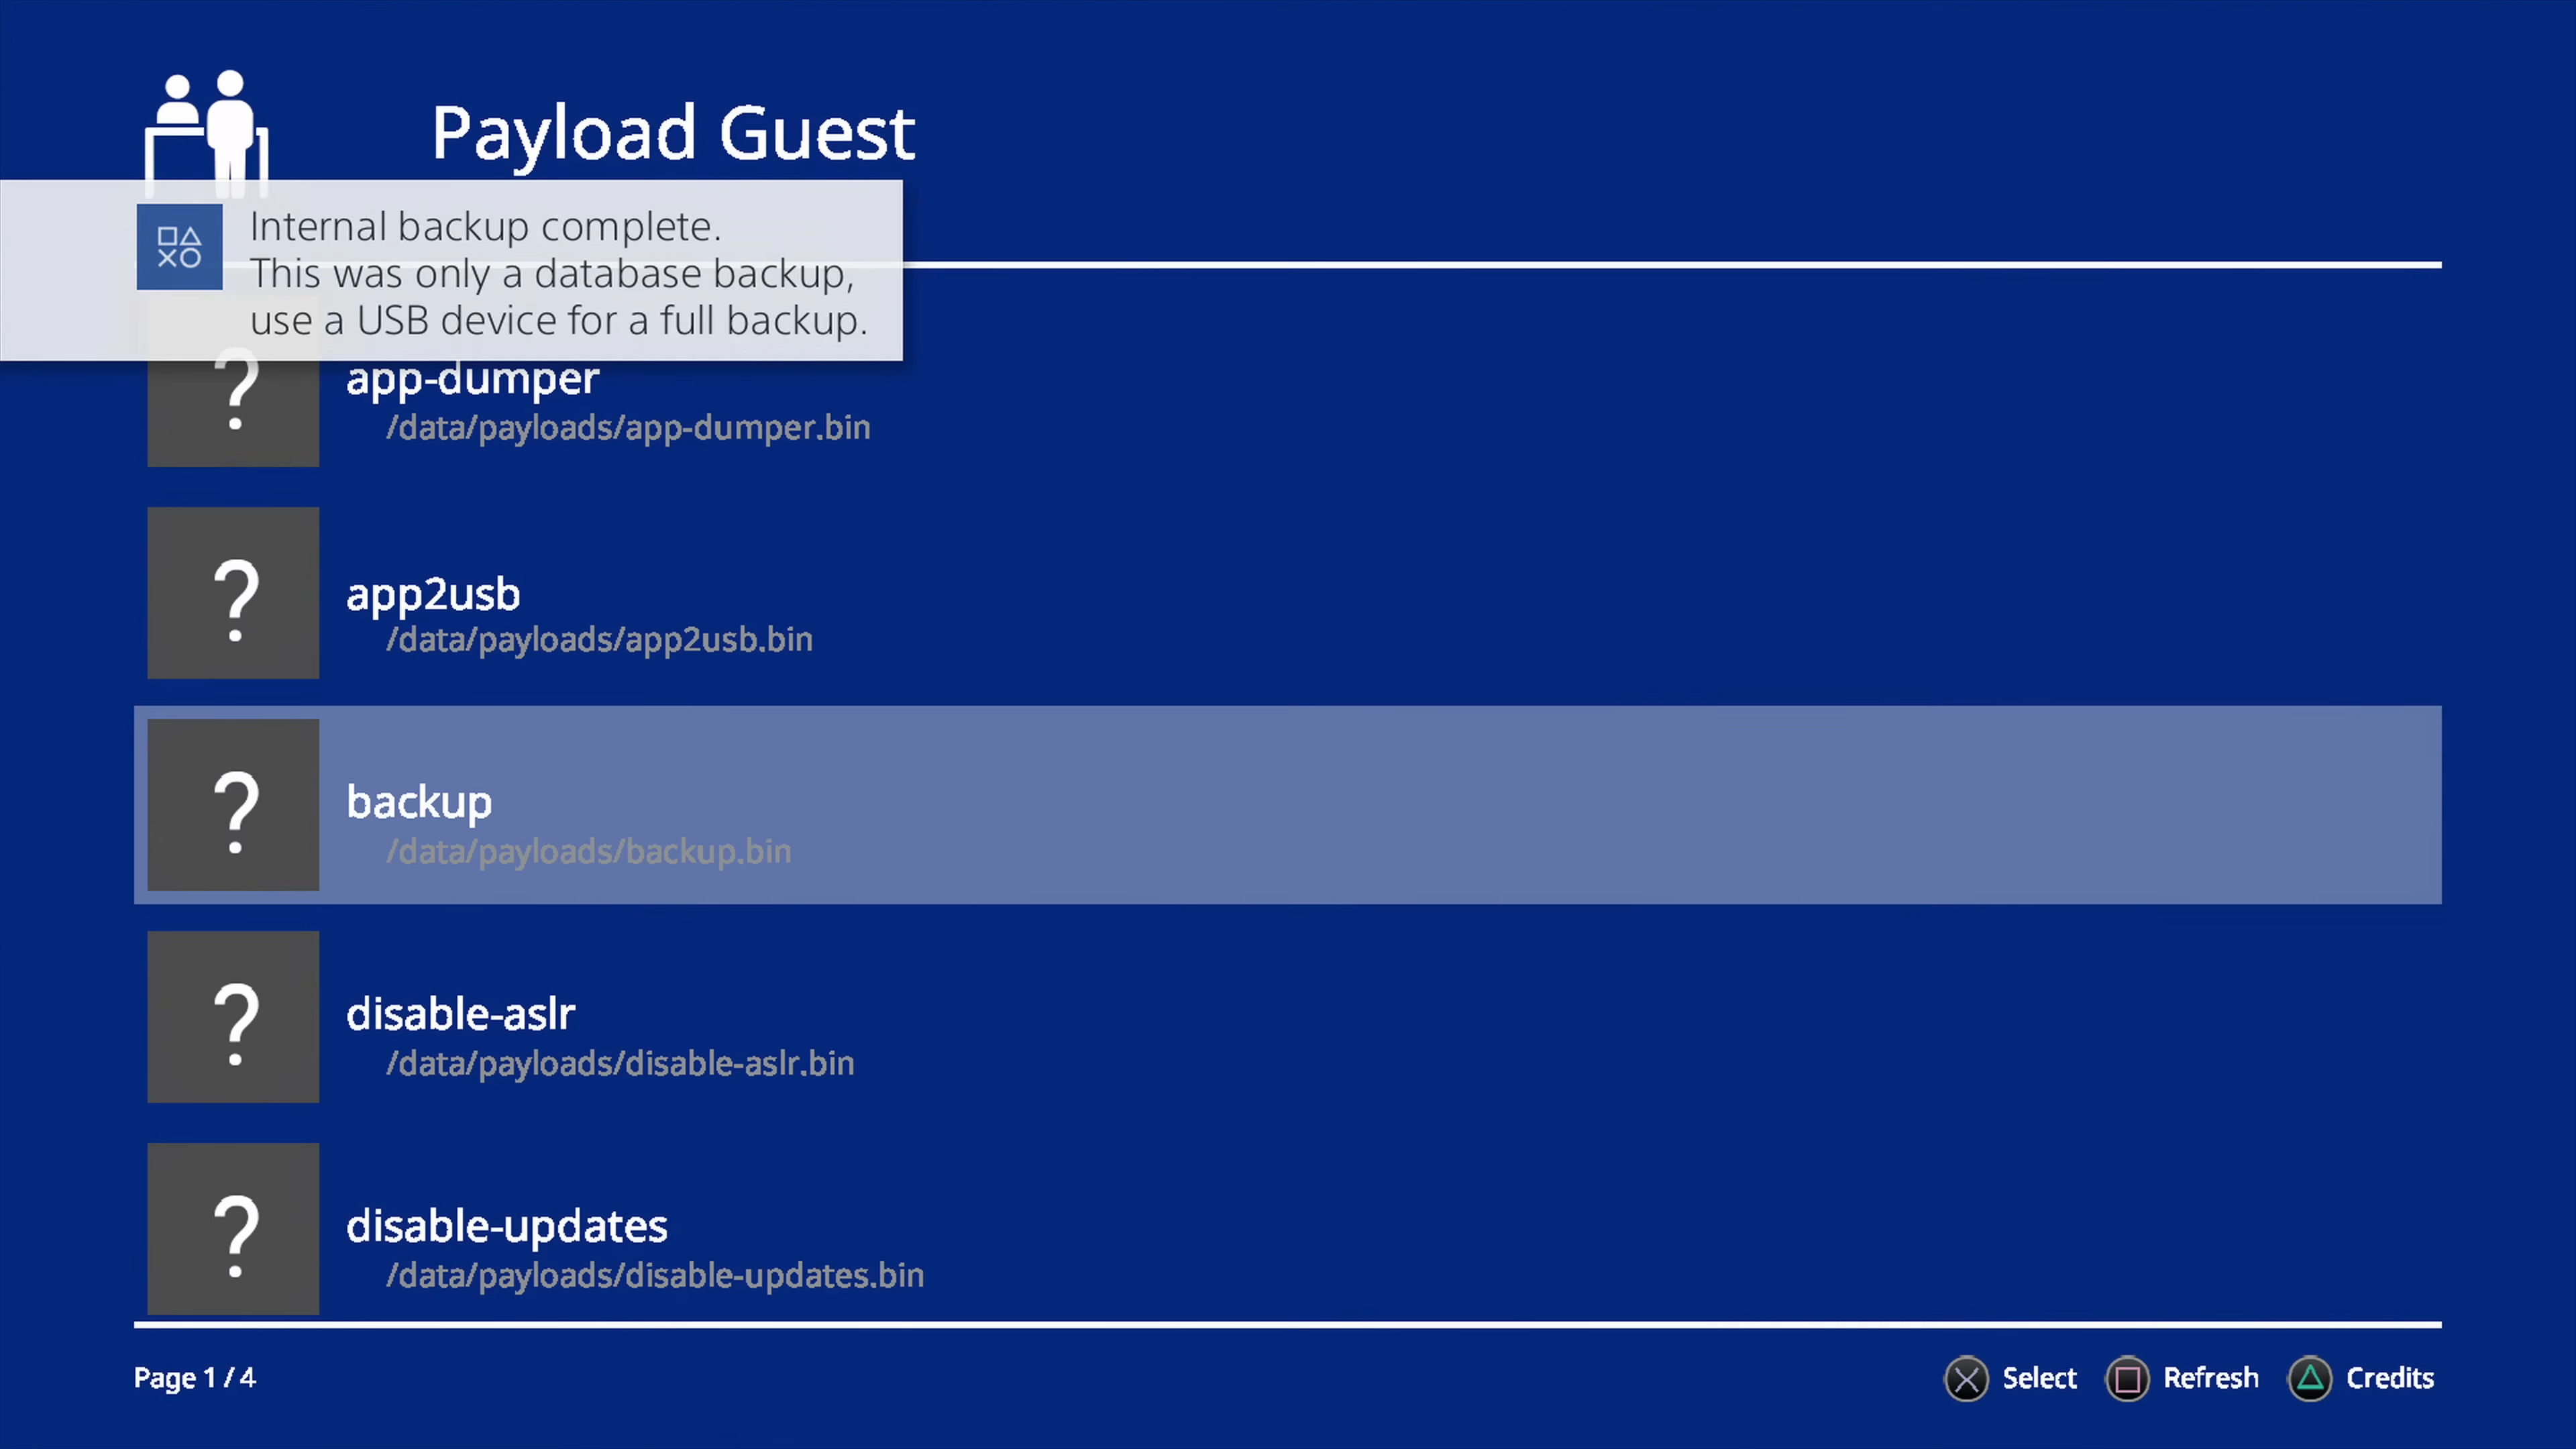 Payload Guest
Internal backup complete.
This was only a database backup,
use a USB device for a full backup.
?
app-dumper
/data/payloads/app-dumper.bin
?
app2usb
/data/payloads/app2usb.bin
?
backup
/data/payloads/backup.bin
?
disable-aslr
/data/payloads/disable-aslr.bin
?
disable-updates
/data/payloads/disable-updates.bin
Page 1 / 4
Select Refresh Credits